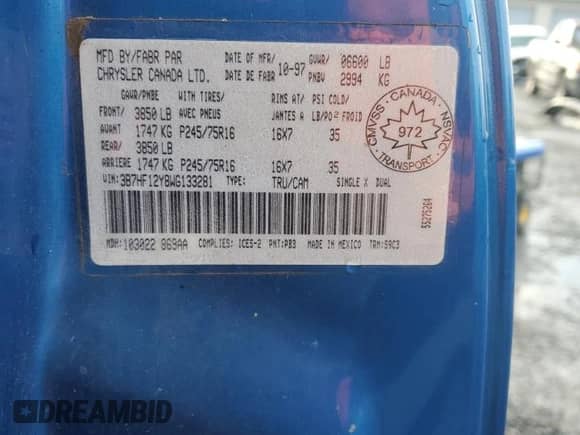 MFD BY/FABR PAR DATE OF MFR/ 10-97 GVWR/ 06600 LB
CHRYSLER CANADA LTD. DATE DE FABR PNBV 2994 KG
GAWR/PNBE WITH TIRES/ RIMS AT/ PSI COLD/
FRONT/ 3850 LB AVEC PNEUS JANTES A LB/PO2 FROID
AVANT 1747 KG P245/75R16 16X7 35
REAR/ 3850 LB
ARRIERE 1747 KG P245/75R16 16X7 35
VIN: 3B7HF12Y8WG133281 TYPE: TRU/CAM SINGLE X DUAL
MDH: 103022 869AA COMPLIES: ICES-2 PNT: PB3 MADE IN MEXICO TRM: S9C3
55275264
CANADA
CMVSS NSVAC
972
TRANSPORT
DREAMBID